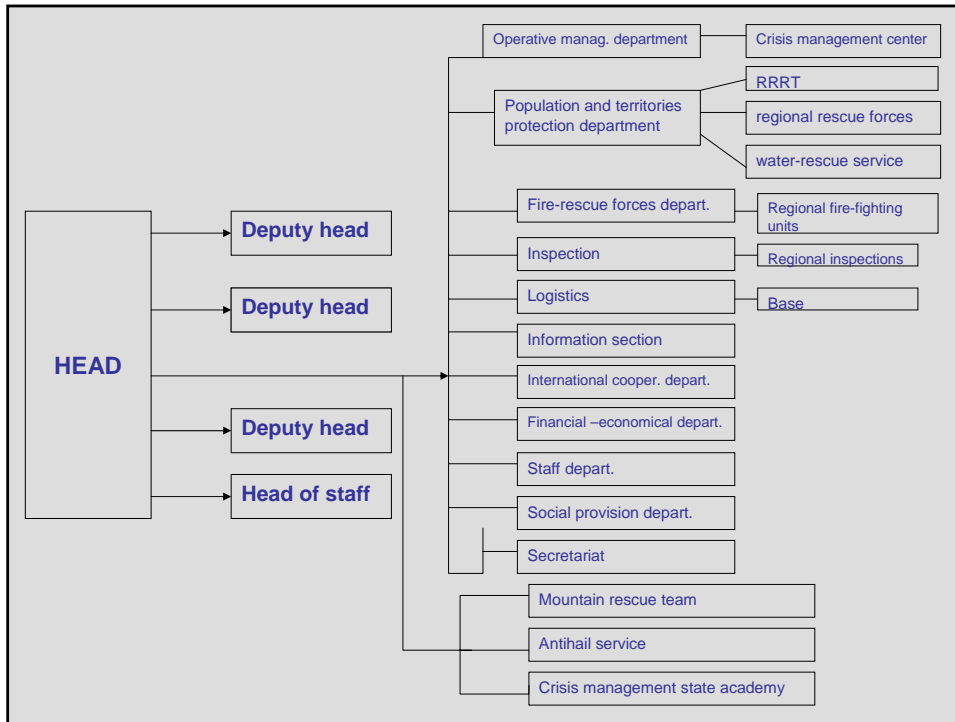 HEAD
Deputy head
Deputy head
Deputy head
Head of staff
Operative manag. department
Crisis management center
Population and territories
protection department
RRRT
regional rescue forces
water-rescue service
Fire-rescue forces depart.
Regional fire-fighting
units
Inspection
Regional inspections
Logistics
Base
Information section
International cooper. depart.
Financial –economical depart.
Staff depart.
Social provision depart.
Secretariat
Mountain rescue team
Antihail service
Crisis management state academy